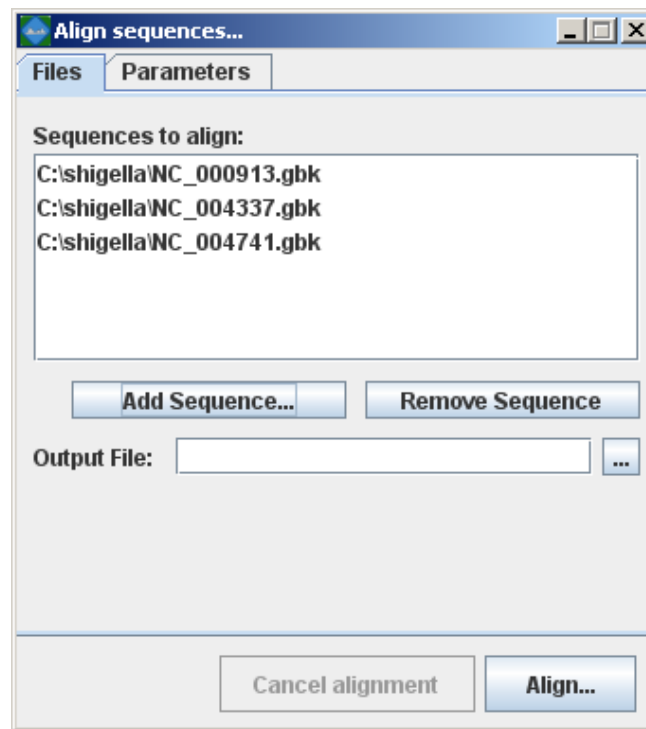 Align sequences...
Files Parameters
Sequences to align:
C:\shigella\NC_000913.gbk
C:\shigella\NC_004337.gbk
C:\shigella\NC_004741.gbk
Add Sequence... Remove Sequence
Output File: ...
Cancel alignment Align...